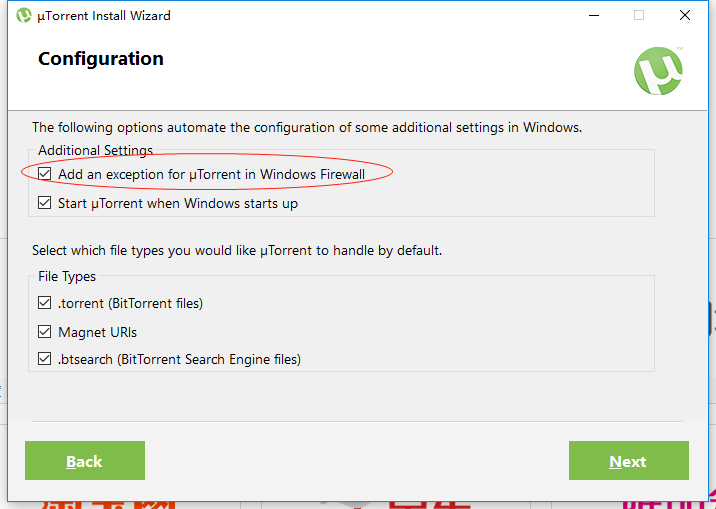 µTorrent Install Wizard
Configuration
The following options automate the configuration of some additional settings in Windows.
Additional Settings
Add an exception for µTorrent in Windows Firewall
Start µTorrent when Windows starts up
Select which file types you would like µTorrent to handle by default.
File Types
.torrent (BitTorrent files)
Magnet URIs
.btsearch (BitTorrent Search Engine files)
Back
Next